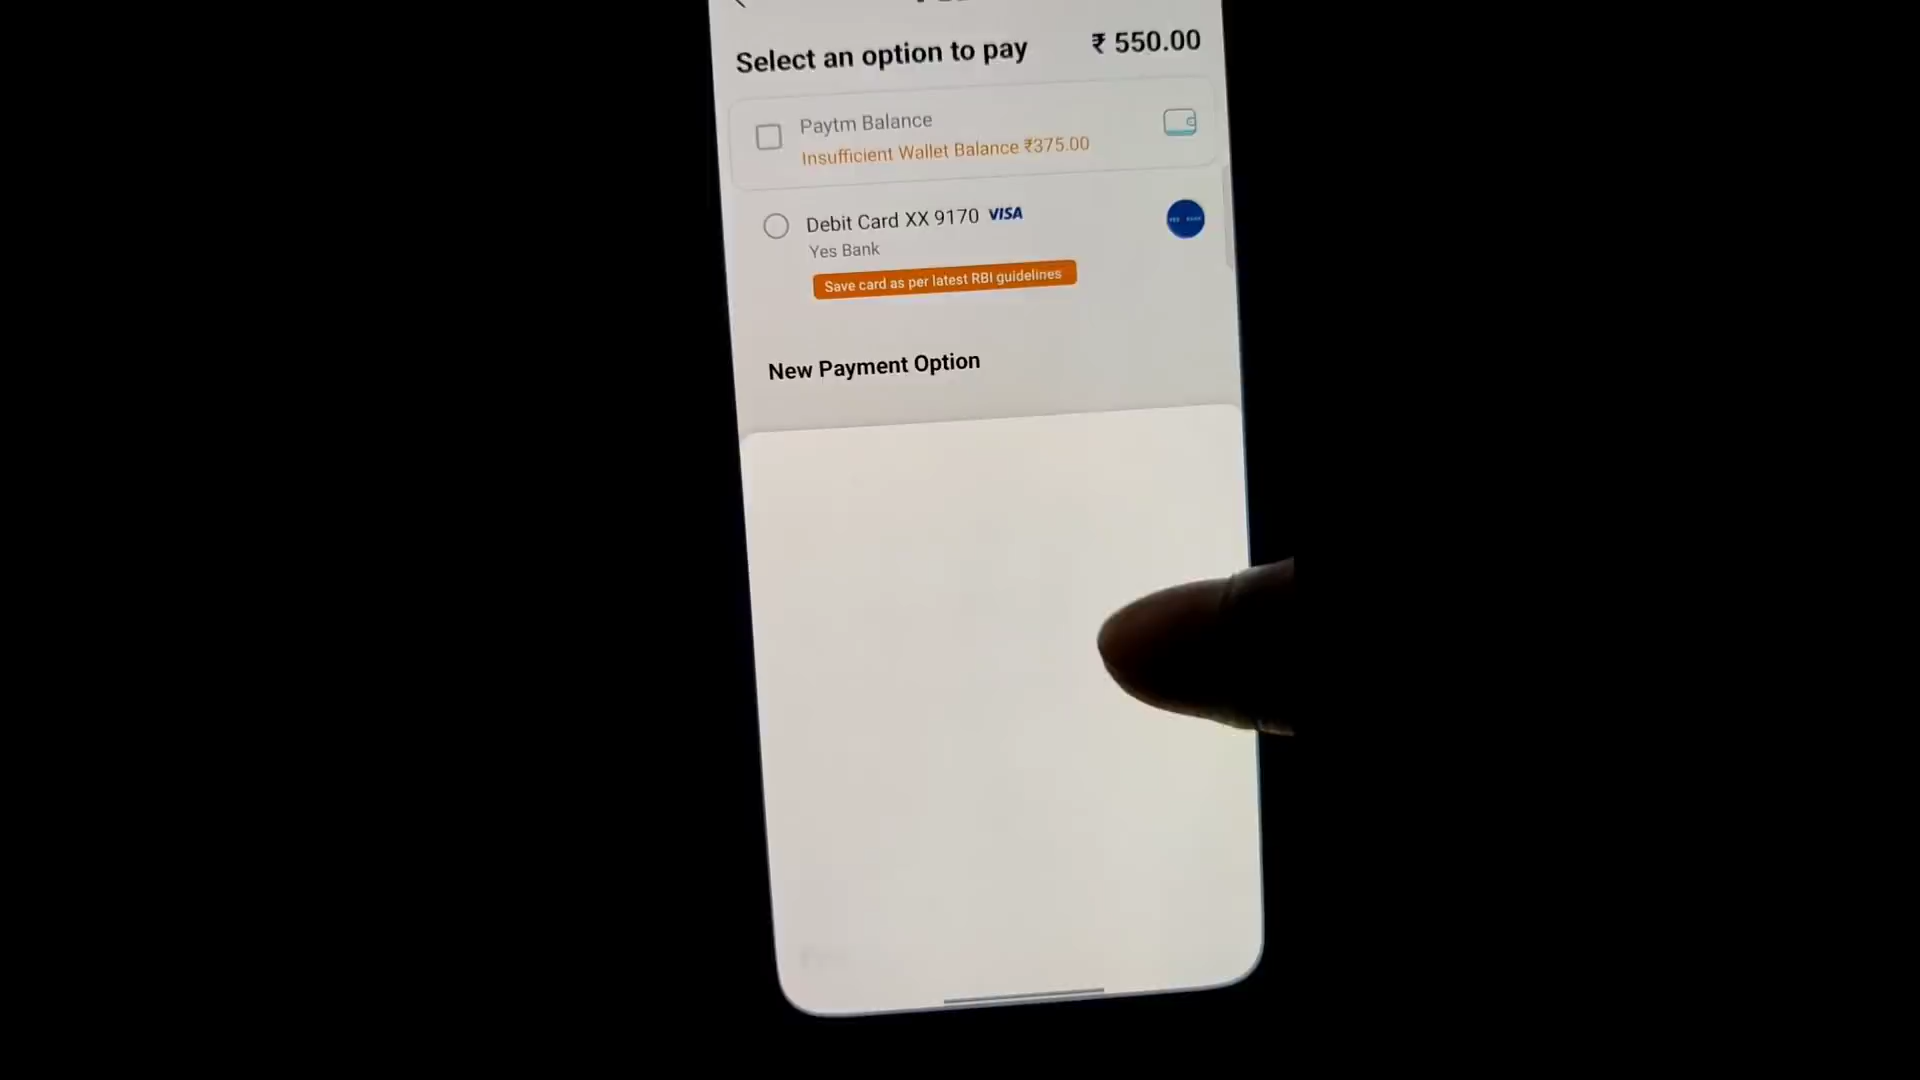 Select an option to pay ₹ 550.00
Paytm Balance
Insufficient Wallet Balance ₹375.00
Debit Card XX 9170 VISA
Yes Bank
Save card as per latest RBI guidelines
New Payment Option